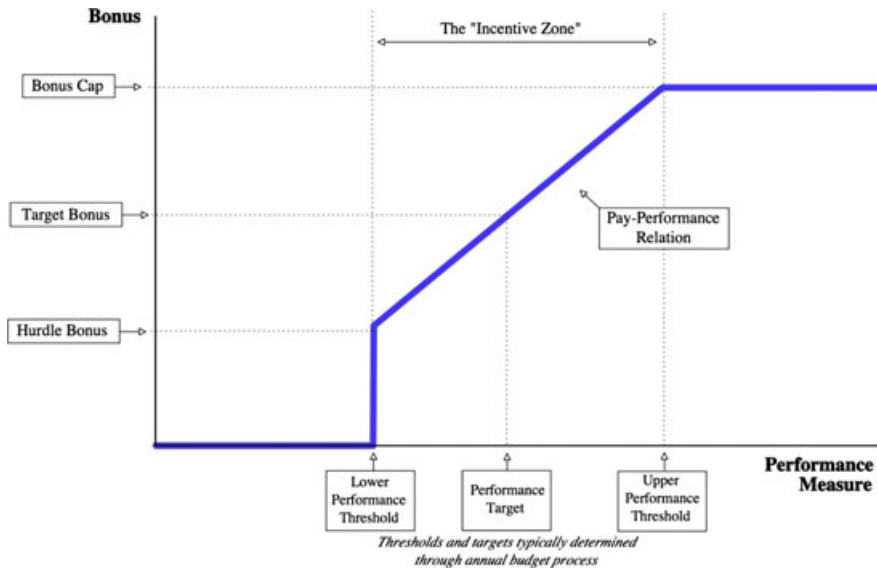 Bonus
The "Incentive Zone"
Bonus Cap
Target Bonus
Pay-Performance
Relation
Hurdle Bonus
Performance
Measure
Lower
Performance
Threshold
Performance
Target
Upper
Performance
Threshold
Thresholds and targets typically determined
through annual budget process